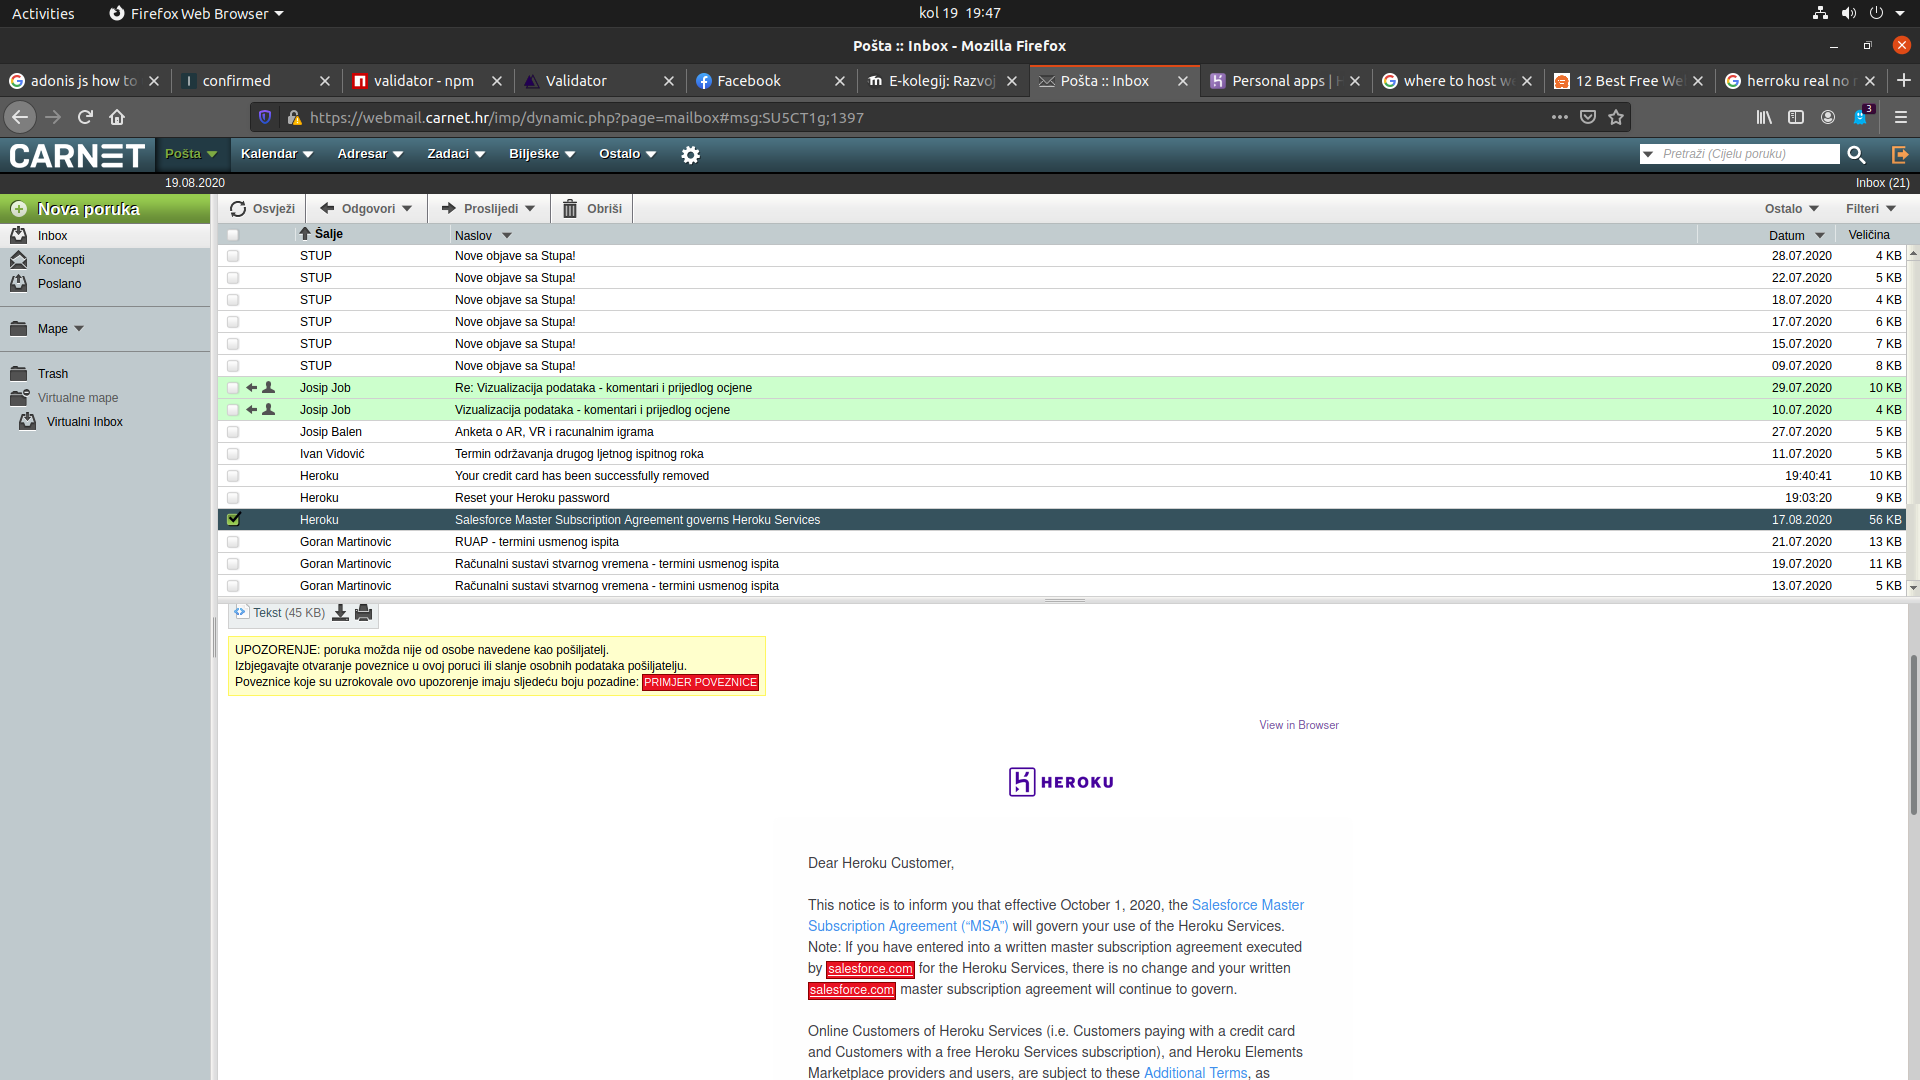 Activities
Firefox Web Browser
kol 19 19:47
Pošta :: Inbox - Mozilla Firefox
adonis js how to
confirmed
validator - npm
Validator
Facebook
E-kolegij: Razvoj
Pošta :: Inbox
Personal apps |
where to host w
12 Best Free We
herroku real no
https://webmail.carnet.hr/imp/dynamic.php?page=mailbox#msg:SU5CT1g;1397
3
CARNET
Pošta
Kalendar
Adresar
Zadaci
Bilješke
Ostalo
Pretraži (Cijelu poruku)
19.08.2020
Inbox (21)
Nova poruka
Inbox
Koncepti
Poslano
Mape
Trash
Virtualne mape
Virtualni Inbox
Osvježi
Odgovori
Proslijedi
Obriši
Ostalo
Filteri
Šalje Naslov Datum Veličina
STUP Nove objave sa Stupa! 28.07.2020 4 KB
STUP Nove objave sa Stupa! 22.07.2020 5 KB
STUP Nove objave sa Stupa! 18.07.2020 4 KB
STUP Nove objave sa Stupa! 17.07.2020 6 KB
STUP Nove objave sa Stupa! 15.07.2020 7 KB
STUP Nove objave sa Stupa! 09.07.2020 8 KB
Josip Job Re: Vizualizacija podataka - komentari i prijedlog ocjene 29.07.2020 10 KB
Josip Job Vizualizacija podataka - komentari i prijedlog ocjene 10.07.2020 4 KB
Josip Balen Anketa o AR, VR i racunalnim igrama 27.07.2020 5 KB
Ivan Vidović Termin održavanja drugog ljetnog ispitnog roka 11.07.2020 5 KB
Heroku Your credit card has been successfully removed 19:40:41 10 KB
Heroku Reset your Heroku password 19:03:20 9 KB
Heroku Salesforce Master Subscription Agreement governs Heroku Services 17.08.2020 56 KB
Goran Martinovic RUAP - termini usmenog ispita 21.07.2020 13 KB
Goran Martinovic Računalni sustavi stvarnog vremena - termini usmenog ispita 19.07.2020 11 KB
Goran Martinovic Računalni sustavi stvarnog vremena - termini usmenog ispita 13.07.2020 5 KB
Tekst (45 KB)
UPOZORENJE: poruka možda nije od osobe navedene kao pošiljatelj.
Izbjegavajte otvaranje poveznice u ovoj poruci ili slanje osobnih podataka pošiljatelju.
Poveznice koje su uzrokovale ovo upozorenje imaju sljedeću boju pozadine: PRIMJER POVEZNICE
View in Browser
HEROKU
Dear Heroku Customer,
This notice is to inform you that effective October 1, 2020, the Salesforce Master
Subscription Agreement (“MSA”) will govern your use of the Heroku Services.
Note: If you have entered into a written master subscription agreement executed
by salesforce.com for the Heroku Services, there is no change and your written
salesforce.com master subscription agreement will continue to govern.
Online Customers of Heroku Services (i.e. Customers paying with a credit card
and Customers with a free Heroku Services subscription), and Heroku Elements
Marketplace providers and users, are subject to these Additional Terms, as